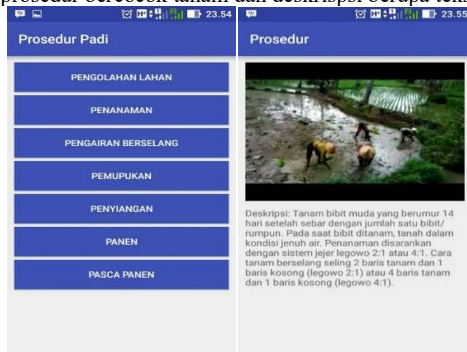 prosedur bercocok tanam dan deskripsi berupa teks
23.54
Prosedur Padi
PENGOLAHAN LAHAN
PENANAMAN
PENGAIRAN BERSELANG
PEMUPUKAN
PENYIANGAN
PANEN
PASCA PANEN
23.55
Prosedur
Deskripsi: Tanam bibit muda yang berumur 14
hari setelah sebar dengan jumlah satu bibit/
rumpun. Pada saat bibit ditanam, tanah dalam
kondisi jenuh air. Penanaman disarankan
dengan sistem jejer legowo 2:1 atau 4:1. Cara
tanam berselang seling 2 baris tanam dan 1
baris kosong (legowo 2:1) atau 4 baris tanam
dan 1 baris kosong (legowo 4:1).